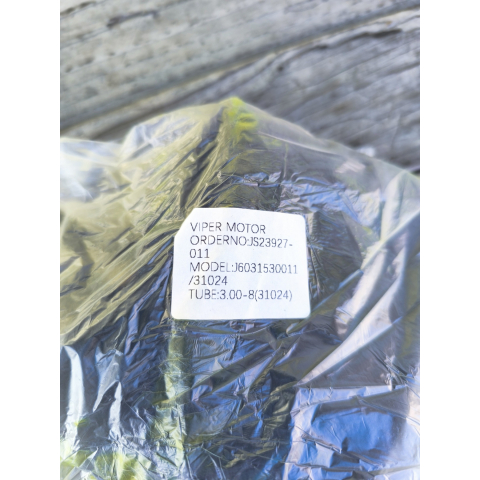 VIPER MOTOR
ORDERNO:JS23927-
011
MODEL:J6031530011
/31024
TUBE:3.00-8(31024)